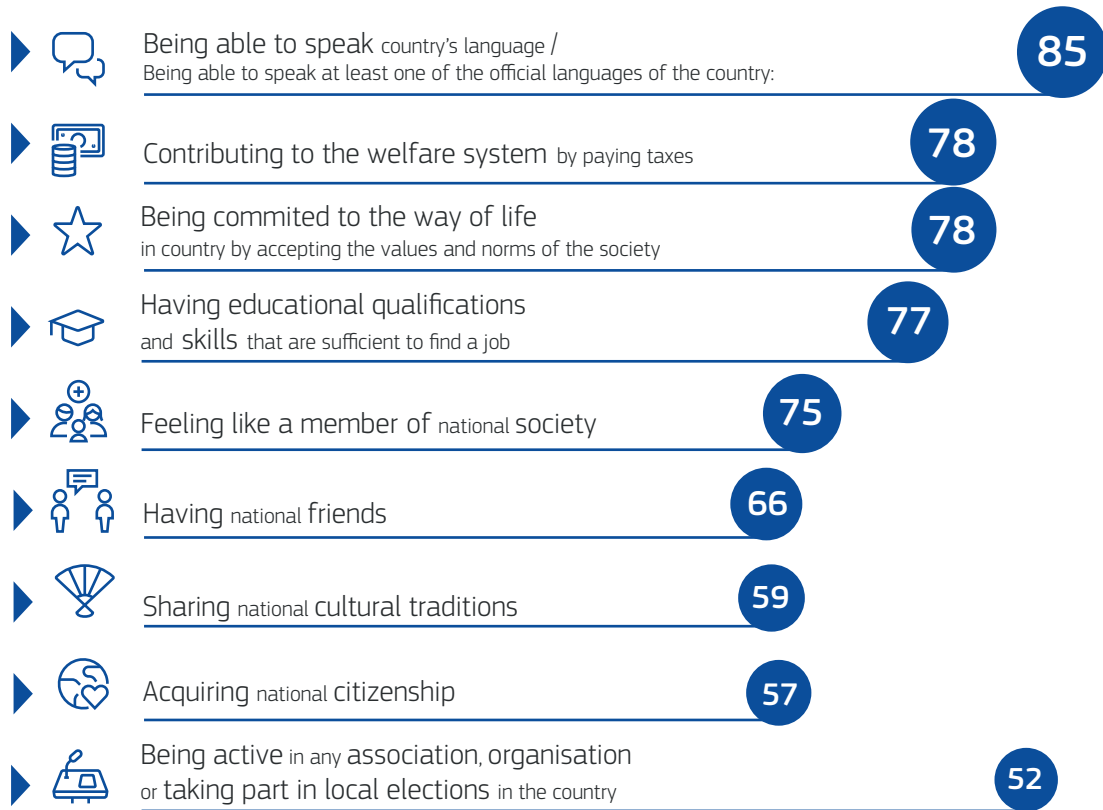 Being able to speak country's language /
Being able to speak at least one of the official languages of the country:
85
Contributing to the welfare system by paying taxes
78
Being commited to the way of life
in country by accepting the values and norms of the society
78
Having educational qualifications
and skills that are sufficient to find a job
77
Feeling like a member of national society
75
Having national friends
66
Sharing national cultural traditions
59
Acquiring national citizenship
57
Being active in any association, organisation
or taking part in local elections in the country
52